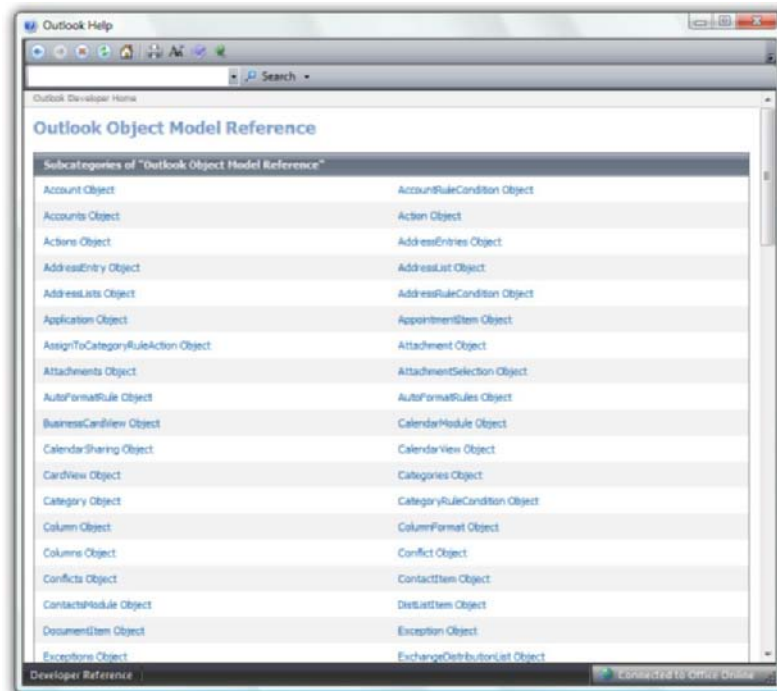 Outlook Help
Search
Outlook Developer Home
Outlook Object Model Reference
Subcategories of "Outlook Object Model Reference"
Account Object AccountRuleCondition Object
Accounts Object Action Object
Actions Object AddressEntries Object
AddressEntry Object AddressList Object
AddressLists Object AddressRuleCondition Object
Application Object AppointmentItem Object
AssignToCategoryRuleAction Object Attachment Object
Attachments Object AttachmentSelection Object
AutoFormatRule Object AutoFormatRules Object
BusinessCardView Object CalendarModule Object
CalendarSharing Object CalendarView Object
CardView Object Categories Object
Category Object CategoryRuleCondition Object
Column Object ColumnFormat Object
Columns Object Conflict Object
Conflicts Object ContactItem Object
ContactsModule Object DistListItem Object
DocumentItem Object Exception Object
Exceptions Object ExchangeDistributionList Object
Developer Reference Connected to Office Online